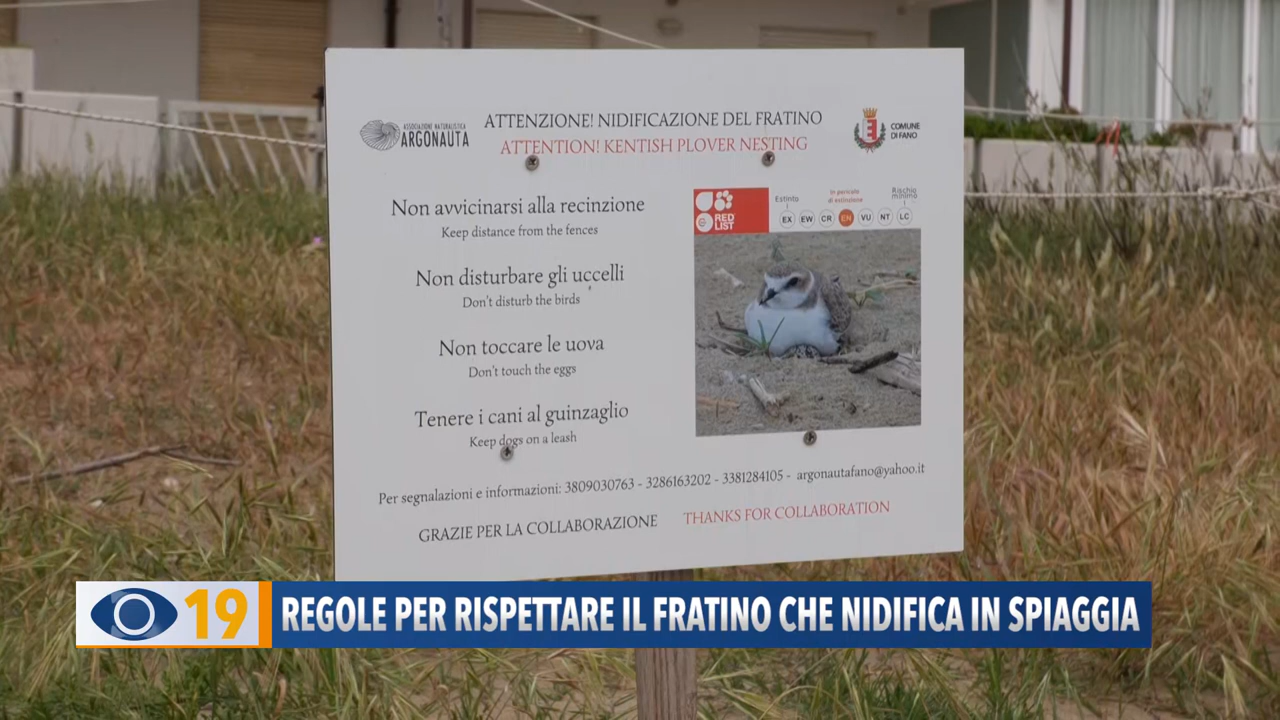 ASSOCIAZIONE NATURALISTICA
ARGONAUTA
ATTENZIONE! NIDIFICAZIONE DEL FRATINO
ATTENTION! KENTISH PLOVER NESTING
COMUNE
DI FANO
Non avvicinarsi alla recinzione
Keep distance from the fences
Non disturbare gli uccelli
Don't disturb the birds
Non toccare le uova
Don't touch the eggs
Tenere i cani al guinzaglio
Keep dogs on a leash
RED
LIST
Estinto
In pericolo
di estinzione
Rischio
minimo
EX EW CR EN VU NT LC
Per segnalazioni e informazioni: 3809030763 - 3286163202 - 3381284105 - argonautafano@yahoo.it
GRAZIE PER LA COLLABORAZIONE THANKS FOR COLLABORATION
19 REGOLE PER RISPETTARE IL FRATINO CHE NIDIFICA IN SPIAGGIA